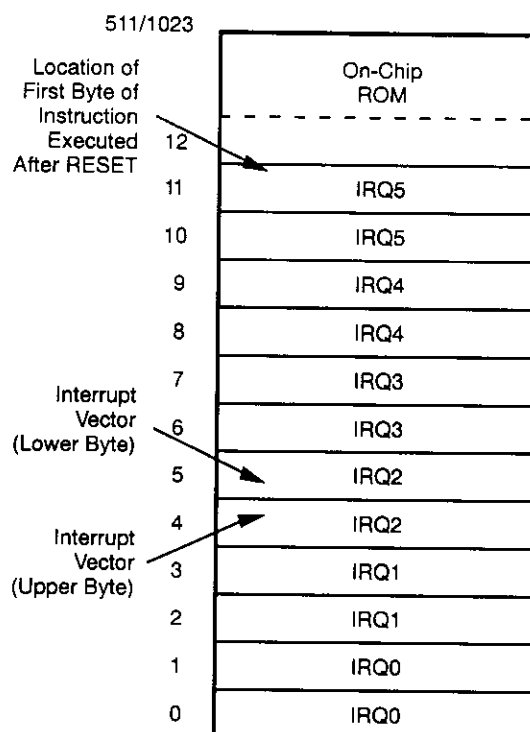 511/1023
Location of
First Byte of
Instruction
Executed
After RESET
On-Chip
ROM
12
11 IRQ5
10 IRQ5
9 IRQ4
8 IRQ4
7 IRQ3
Interrupt
Vector
(Lower Byte)
6 IRQ3
5 IRQ2
4 IRQ2
Interrupt
Vector
(Upper Byte)
3 IRQ1
2 IRQ1
1 IRQ0
0 IRQ0